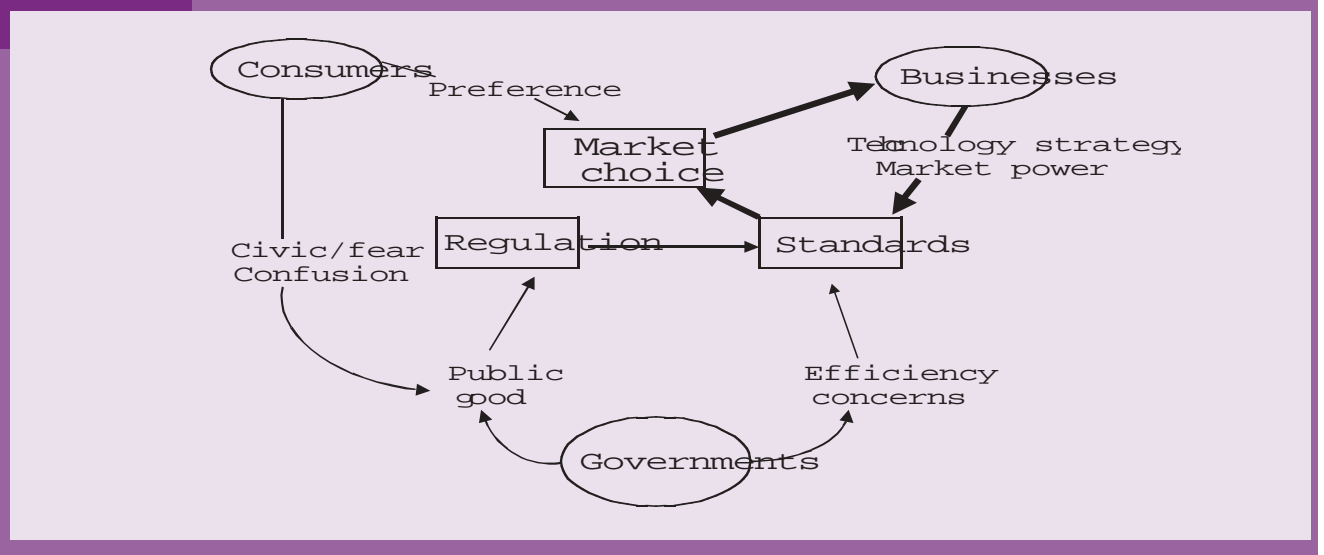 Consumers
Businesses
Preference
Market
choice
Technology strategy
Market power
Regulation
Standards
Civic/fear
Confusion
Public
good
Efficiency
concerns
Governments